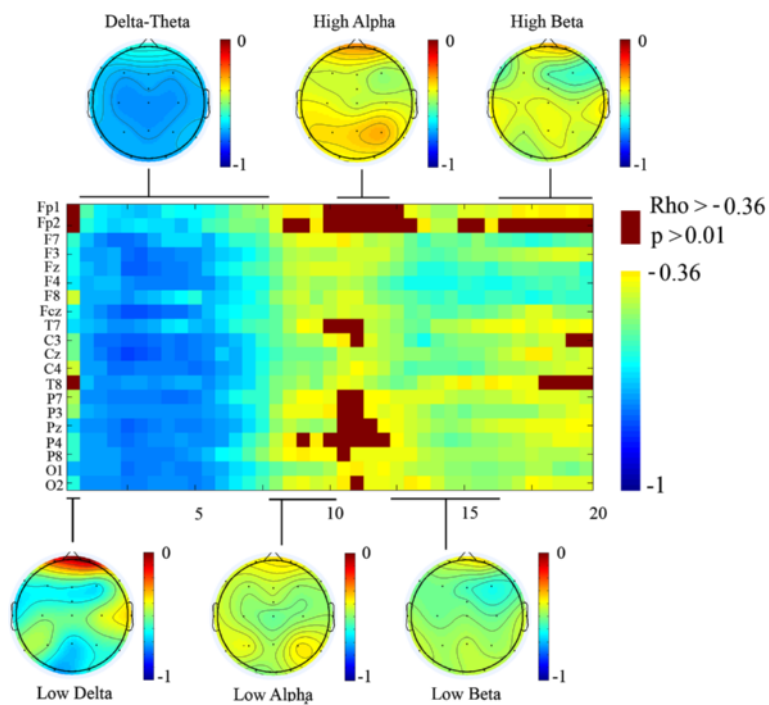 Delta-Theta
High Alpha
High Beta
0
0
0
-1
-1
-1
Fp1
Fp2
F7
F3
Fz
F4
F8
Fcz
T7
C3
Cz
C4
T8
P7
P3
Pz
P4
P8
O1
O2
Rho > -0.36
p > 0.01
-0.36
-1
5
10
15
20
0
0
0
-1
-1
-1
Low Delta
Low Alpha
Low Beta